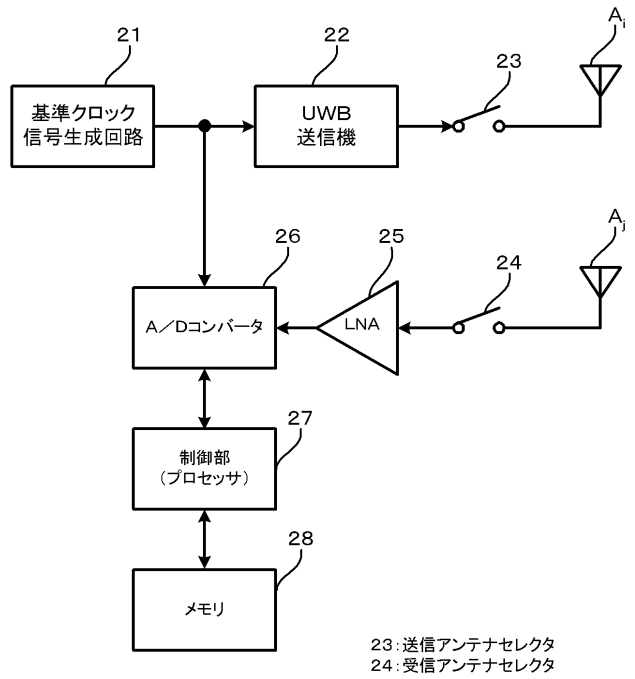 21
22
23
A_i
基準クロック
信号生成回路
UWB
送信機
26
25
24
A_j
A／Dコンバータ
LNA
27
制御部
(プロセッサ)
28
メモリ
23:送信アンテナセレクタ
24:受信アンテナセレクタ